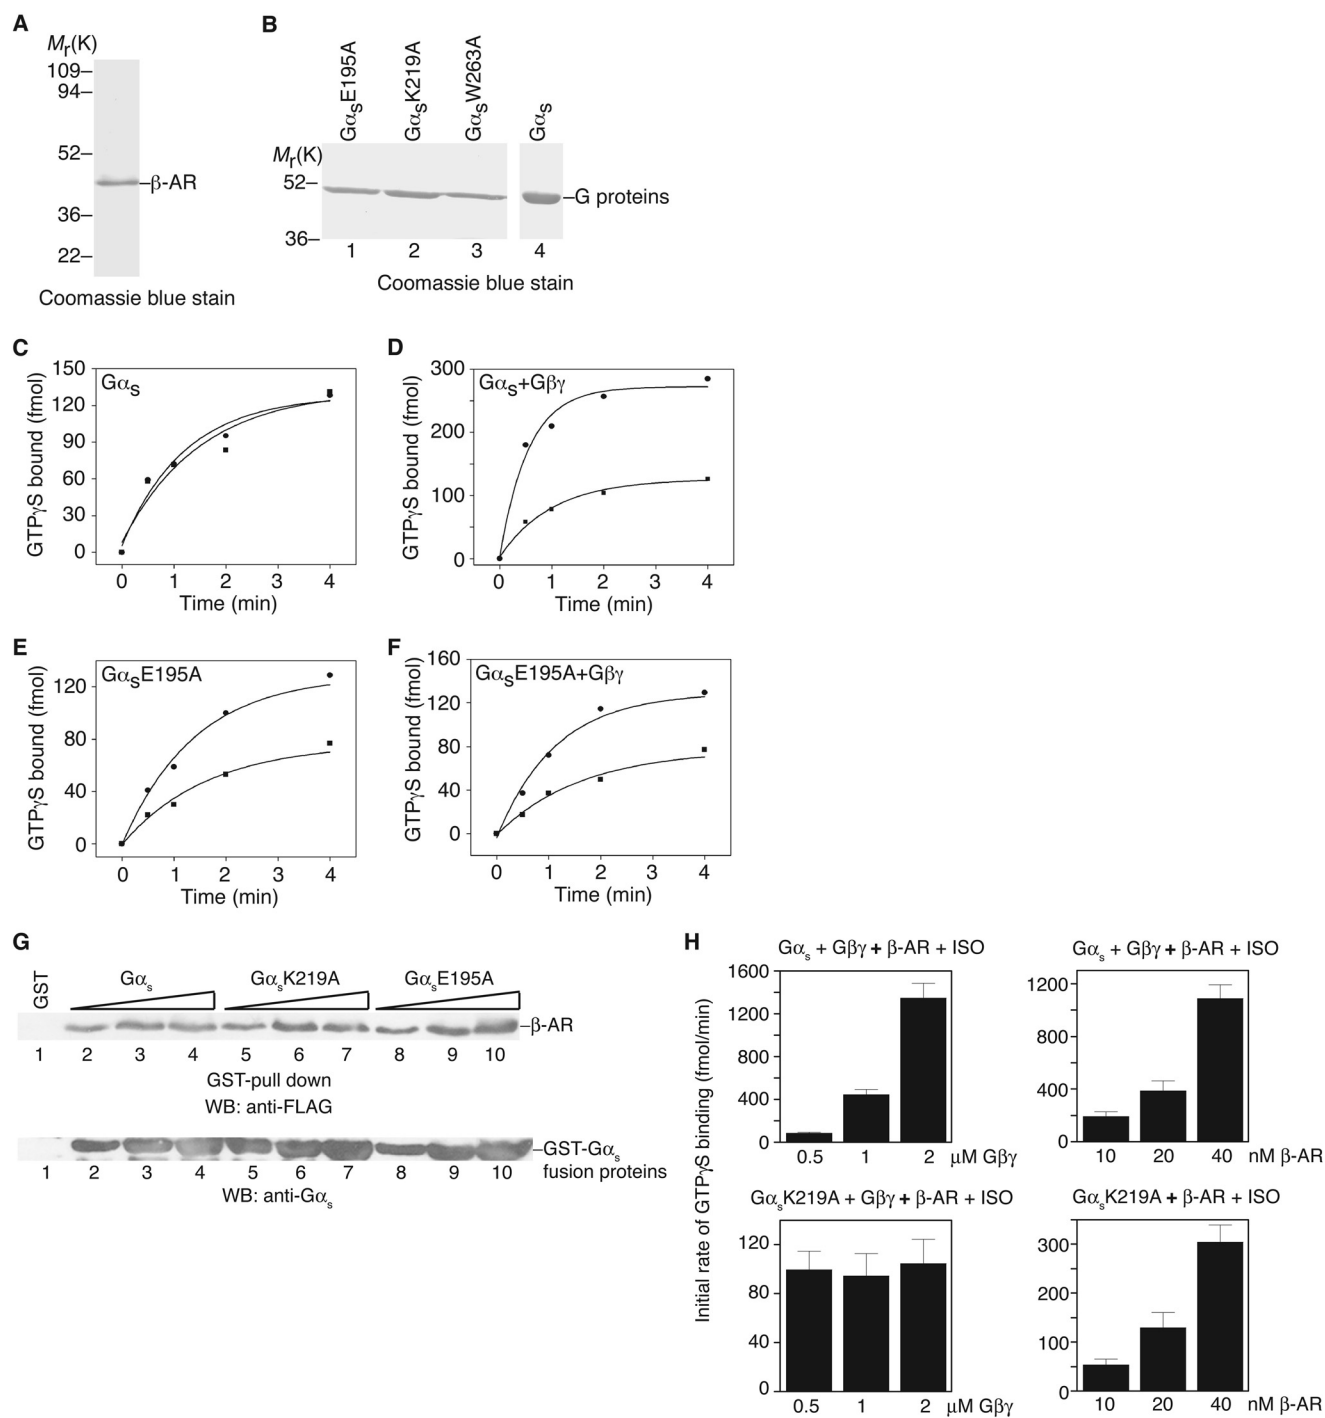 A
M
r(K)
109–
94–
52–
36–
22–
–β-AR
Coomassie blue stain
B
GαsE195A
GαsK219A
GαsW263A
Gαs
Mr(K)
52–
36–
–G proteins
1 2 3 4
Coomassie blue stain
C
Gαs
GTPγS bound (fmol)
150
120
90
60
30
0
0 1 2 3 4
Time (min)
D
Gαs+Gβγ
GTPγS bound (fmol)
300
200
100
0
0 1 2 3 4
Time (min)
E
GαsE195A
GTPγS bound (fmol)
120
80
40
0
0 1 2 3 4
Time (min)
F
GαsE195A+Gβγ
GTPγS bound (fmol)
160
120
80
40
0
0 1 2 3 4
Time (min)
G
GST
Gαs GαsK219A GαsE195A
–β-AR
1 2 3 4 5 6 7 8 9 10
GST-pull down
WB: anti-FLAG
–GST-Gαs
fusion proteins
1 2 3 4 5 6 7 8 9 10
WB: anti-Gαs
H
Initial rate of GTPγS binding (fmol/min)
Gαs + Gβγ + β-AR + ISO
1600
1200
800
400
0
0.5 1 2 μM Gβγ
Gαs + Gβγ + β-AR + ISO
1200
800
400
0
10 20 40 nM β-AR
GαsK219A + Gβγ + β-AR + ISO
120
80
40
0
0.5 1 2 μM Gβγ
GαsK219A + β-AR + ISO
300
200
100
0
10 20 40 nM β-AR